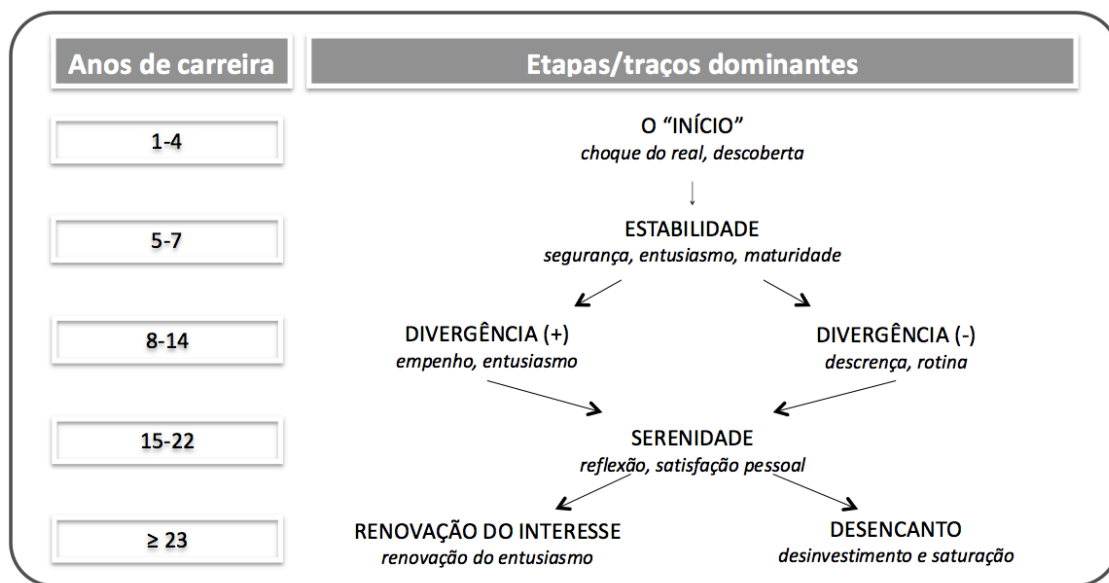 Anos de carreira
Etapas/traços dominantes
1-4
O “INÍCIO”
choque do real, descoberta
5-7
ESTABILIDADE
segurança, entusiasmo, maturidade
8-14
DIVERGÊNCIA (+)
empenho, entusiasmo
DIVERGÊNCIA (-)
descrença, rotina
15-22
SERENIDADE
reflexão, satisfação pessoal
≥ 23
RENOVAÇÃO DO INTERESSE
renovação do entusiasmo
DESENCANTO
desinvestimento e saturação